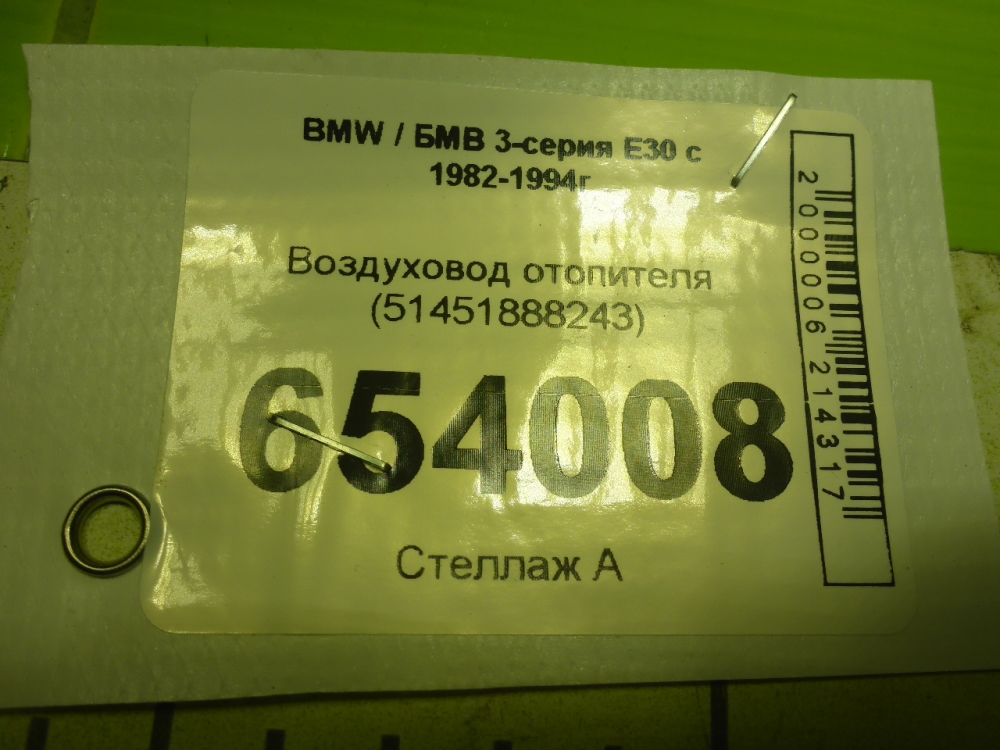 BMW / БМВ 3-серия E30 с
1982-1994г
Воздуховод отопителя
(51451888243)
654008
Стеллаж А
2000006214317